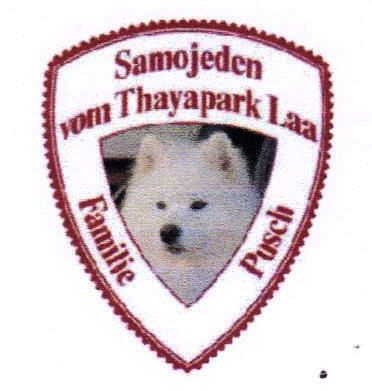 Samojeden
vom Thayapark Laa
Familie
Pusch